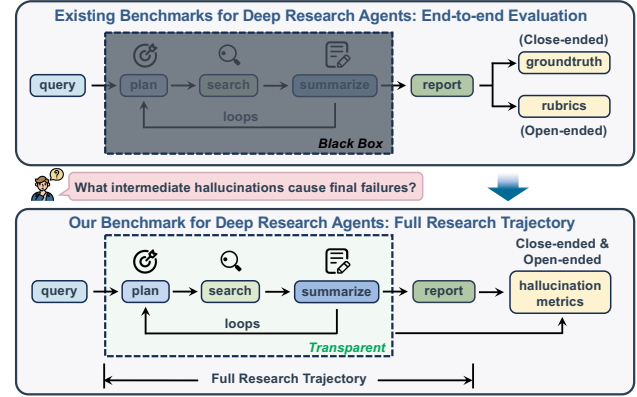 Existing Benchmarks for Deep Research Agents: End-to-end Evaluation
(Close-ended)
query
plan
search
summarize
report
groundtruth
rubrics
loops
(Open-ended)
Black Box
?
What intermediate hallucinations cause final failures?
Our Benchmark for Deep Research Agents: Full Research Trajectory
Close-ended &
Open-ended
query
plan
search
summarize
report
hallucination
metrics
loops
Transparent
Full Research Trajectory